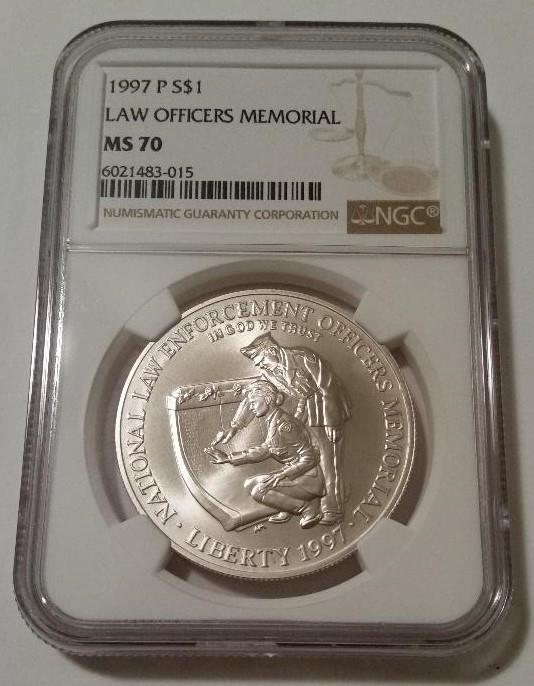 1997 P S$1
LAW OFFICERS MEMORIAL
MS 70
6021483-015
NUMISMATIC GUARANTY CORPORATION
NGC®
NATIONAL LAW ENFORCEMENT OFFICERS MEMORIAL
IN GOD WE TRUST
· LIBERTY 1997 ·